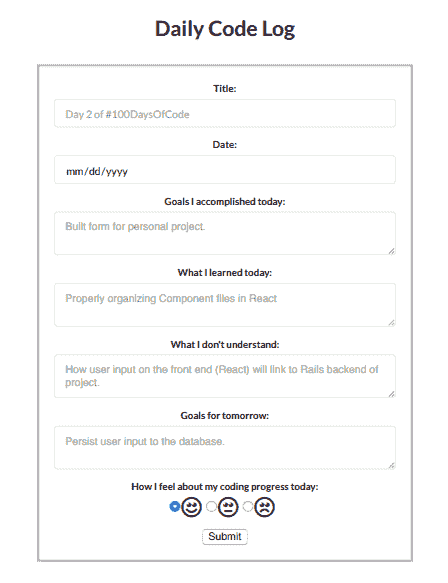 Daily Code Log
Title:
Day 2 of #100DaysOfCode
Date:
mm/dd/yyyy
Goals I accomplished today:
Built form for personal project.
What I learned today:
Properly organizing Component files in React
What I don't understand:
How user input on the front end (React) will link to Rails backend of
project.
Goals for tomorrow:
Persist user input to the database.
How I feel about my coding progress today:
Submit